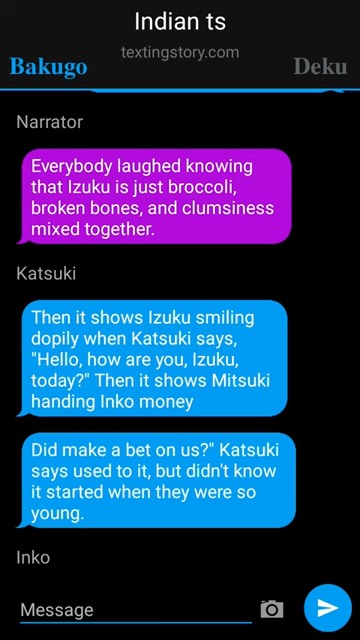 Indian ts
textingstory.com
Bakugo
Deku
Narrator
Everybody laughed knowing
that Izuku is just broccoli,
broken bones, and clumsiness
mixed together.
Katsuki
Then it shows Izuku smiling
dopily when Katsuki says,
"Hello, how are you, Izuku,
today?" Then it shows Mitsuki
handing Inko money
Did make a bet on us?" Katsuki
says used to it, but didn't know
it started when they were so
young.
Inko
Message